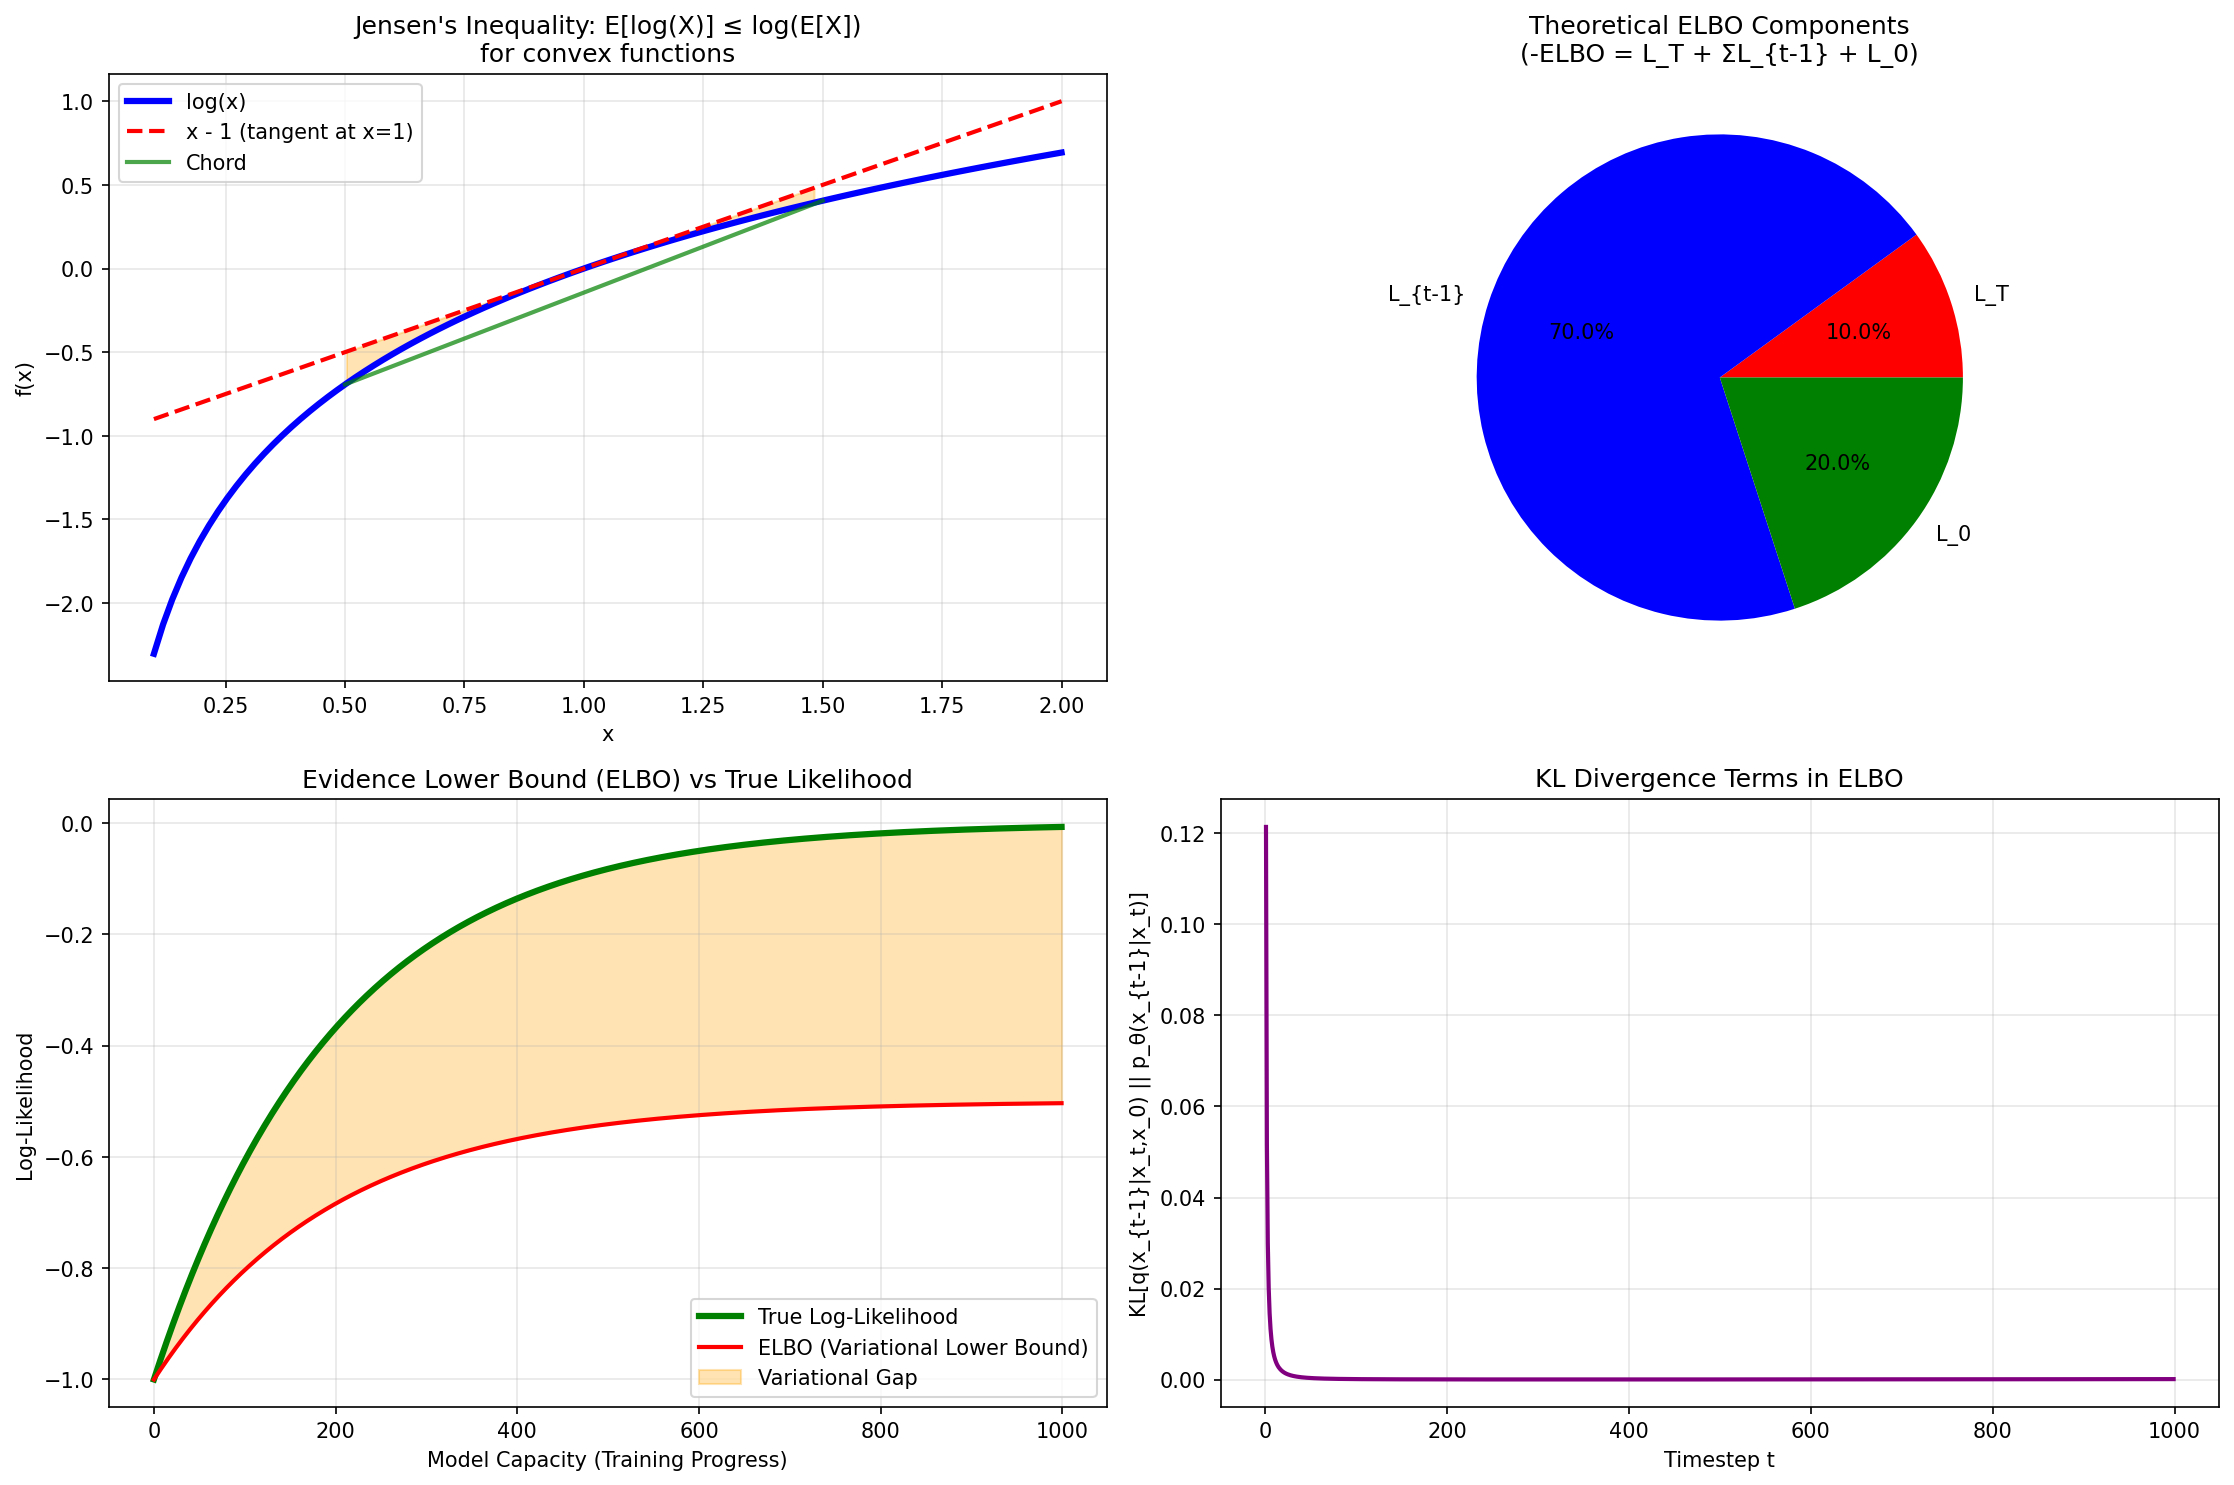 Jensen's Inequality: E[log(X)] ≤ log(E[X])
for convex functions
log(x)
x - 1 (tangent at x=1)
Chord
1.0
0.5
0.0
−0.5
−1.0
−1.5
−2.0
f(x)
0.25 0.50 0.75 1.00 1.25 1.50 1.75 2.00
x
Theoretical ELBO Components
(-ELBO = L_T + ΣL_{t-1} + L_0)
L_{t-1}
L_T
70.0%
10.0%
20.0%
L_0
Evidence Lower Bound (ELBO) vs True Likelihood
0.0
−0.2
−0.4
−0.6
−0.8
−1.0
Log-Likelihood
True Log-Likelihood
ELBO (Variational Lower Bound)
Variational Gap
0 200 400 600 800 1000
Model Capacity (Training Progress)
KL Divergence Terms in ELBO
0.12
0.10
0.08
0.06
0.04
0.02
0.00
KL[q(x_{t-1}|x_t,x_0) || p_θ(x_{t-1}|x_t)]
0 200 400 600 800 1000
Timestep t